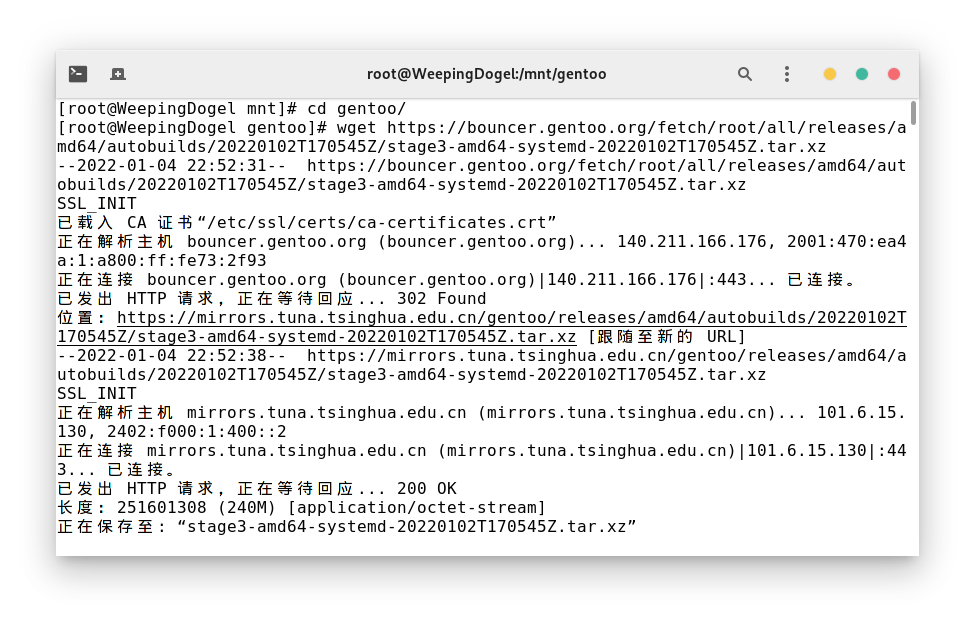 root@WeepingDogel:/mnt/gentoo
[root@WeepingDogel mnt]# cd gentoo/
[root@WeepingDogel gentoo]# wget https://bouncer.gentoo.org/fetch/root/all/releases/a
md64/autobuilds/20220102T170545Z/stage3-amd64-systemd-20220102T170545Z.tar.xz
--2022-01-04 22:52:31--  https://bouncer.gentoo.org/fetch/root/all/releases/amd64/aut
obuilds/20220102T170545Z/stage3-amd64-systemd-20220102T170545Z.tar.xz
SSL_INIT
已载入 CA 证书“/etc/ssl/certs/ca-certificates.crt”
正在解析主机 bouncer.gentoo.org (bouncer.gentoo.org)... 140.211.166.176, 2001:470:ea4
a:1:a800:ff:fe73:2f93
正在连接 bouncer.gentoo.org (bouncer.gentoo.org)|140.211.166.176|:443... 已连接。
已发出 HTTP 请求，正在等待回应... 302 Found
位置：https://mirrors.tuna.tsinghua.edu.cn/gentoo/releases/amd64/autobuilds/20220102T
170545Z/stage3-amd64-systemd-20220102T170545Z.tar.xz [跟随至新的 URL]
--2022-01-04 22:52:38--  https://mirrors.tuna.tsinghua.edu.cn/gentoo/releases/amd64/a
utobuilds/20220102T170545Z/stage3-amd64-systemd-20220102T170545Z.tar.xz
SSL_INIT
正在解析主机 mirrors.tuna.tsinghua.edu.cn (mirrors.tuna.tsinghua.edu.cn)... 101.6.15.
130, 2402:f000:1:400::2
正在连接 mirrors.tuna.tsinghua.edu.cn (mirrors.tuna.tsinghua.edu.cn)|101.6.15.130|:44
3... 已连接。
已发出 HTTP 请求，正在等待回应... 200 OK
长度：251601308 (240M) [application/octet-stream]
正在保存至: “stage3-amd64-systemd-20220102T170545Z.tar.xz”